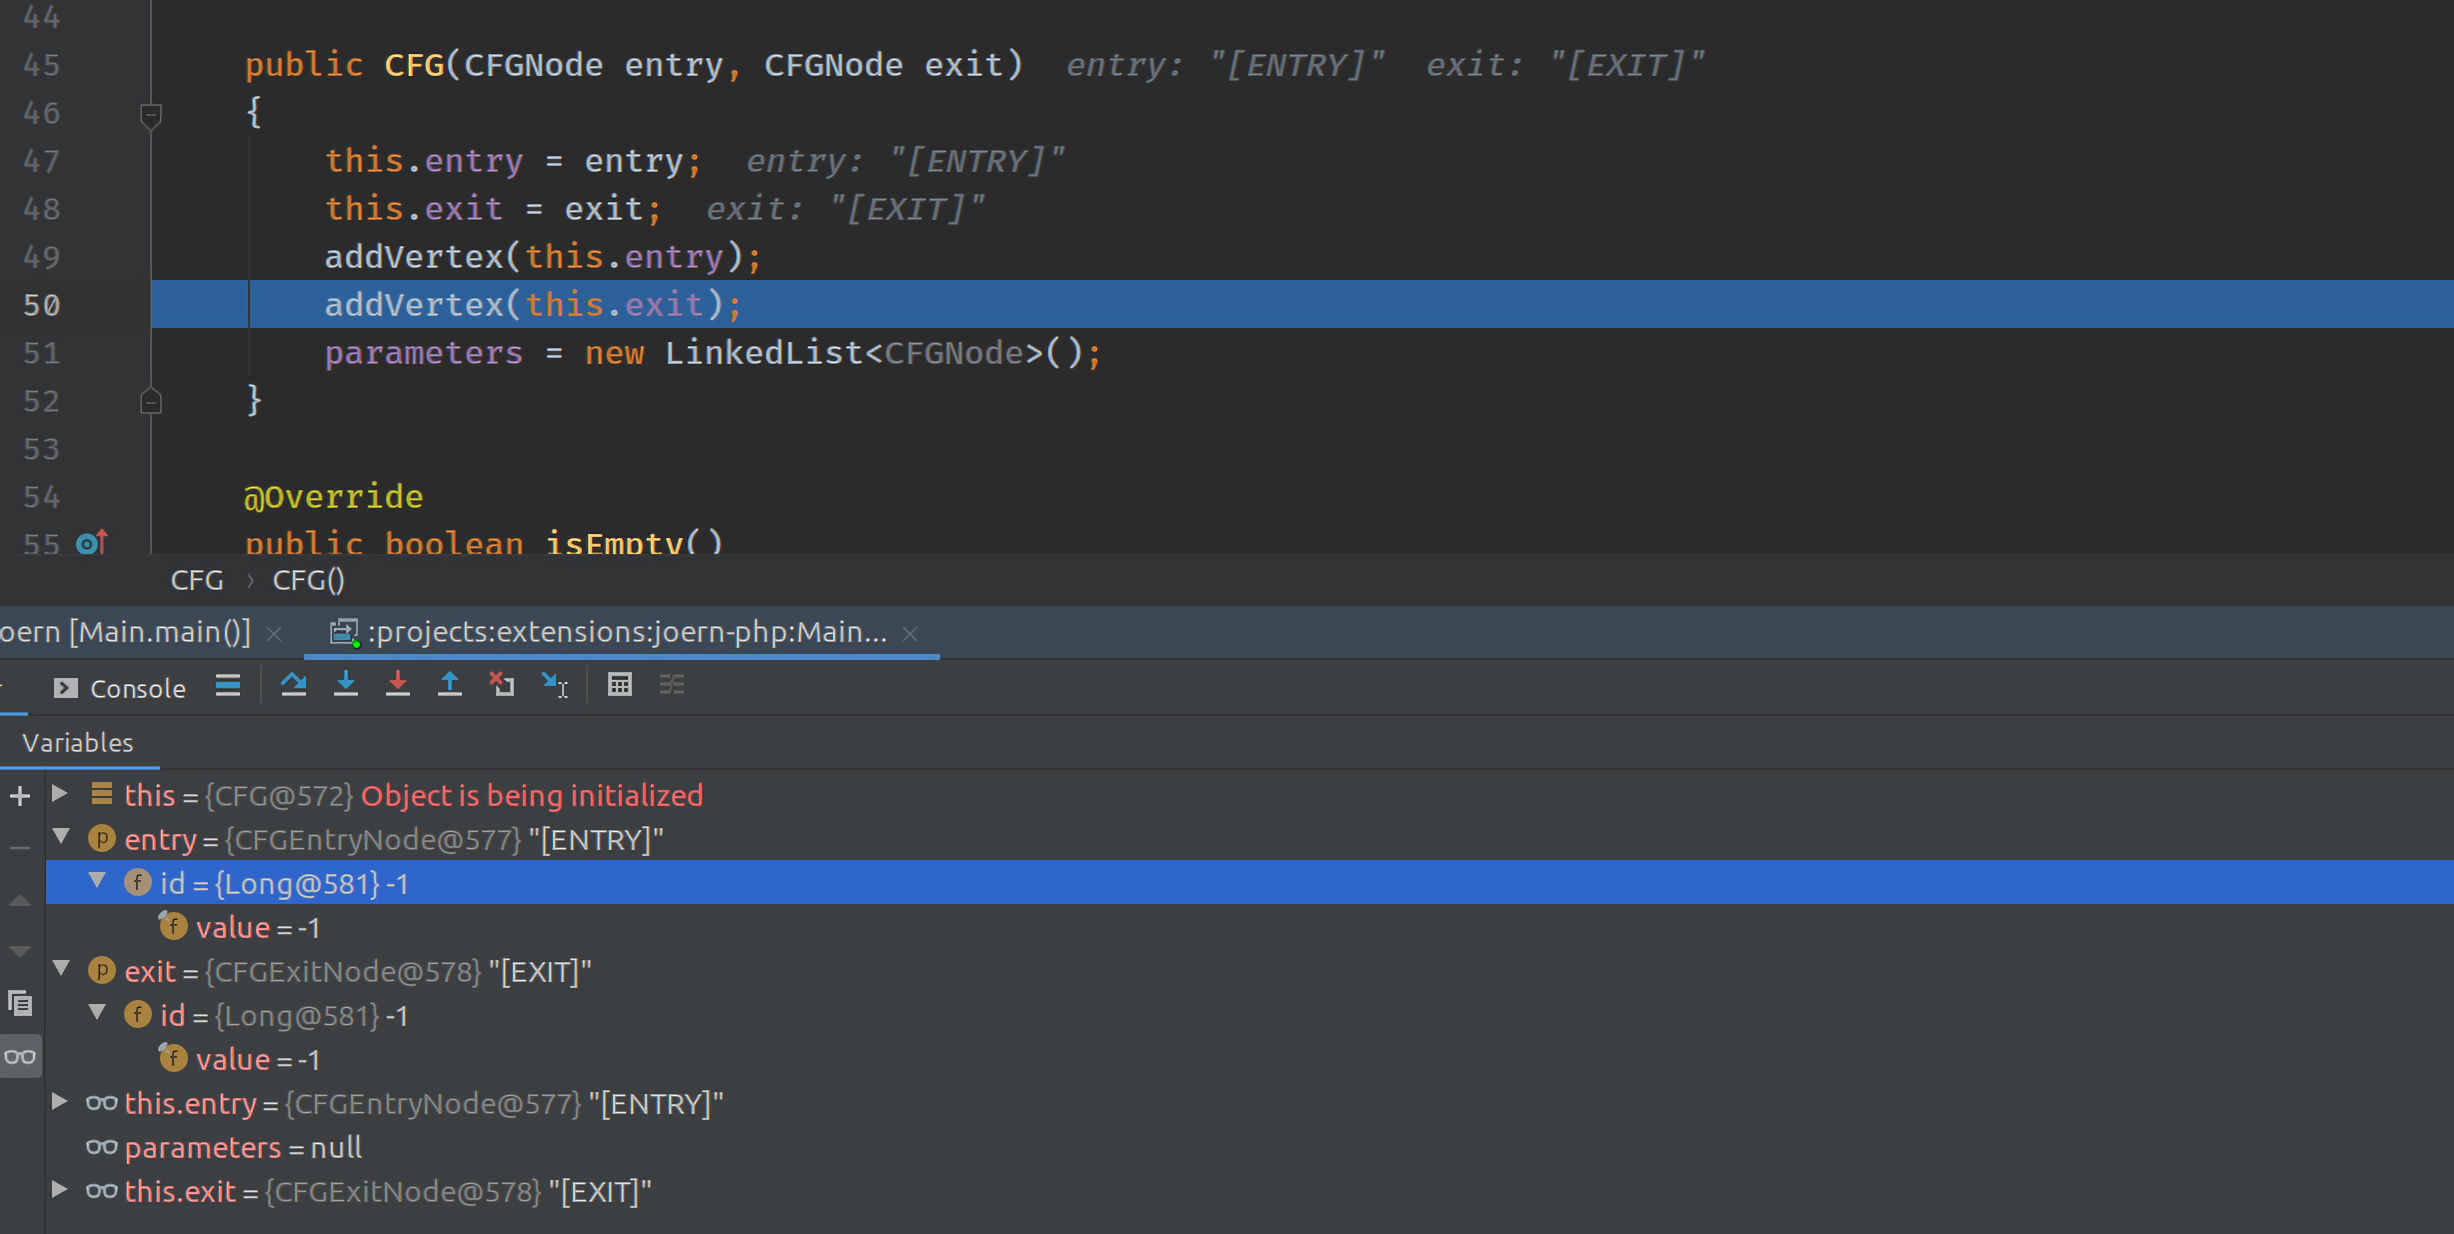 44
45 public CFG(CFGNode entry, CFGNode exit) entry: "[ENTRY]" exit: "[EXIT]"
46 {
47 this.entry = entry; entry: "[ENTRY]"
48 this.exit = exit; exit: "[EXIT]"
49 addVertex(this.entry);
50 addVertex(this.exit);
51 parameters = new LinkedList<CFGNode>();
52 }
53
54 @Override
55 public boolean isEmpty()
CFG › CFG()
oern [Main.main()] × :projects:extensions:joern-php:Main... ×
Console
Variables
this = {CFG@572} Object is being initialized
entry = {CFGEntryNode@577} "[ENTRY]"
id = {Long@581} -1
value = -1
exit = {CFGExitNode@578} "[EXIT]"
id = {Long@581} -1
value = -1
this.entry = {CFGEntryNode@577} "[ENTRY]"
parameters = null
this.exit = {CFGExitNode@578} "[EXIT]"